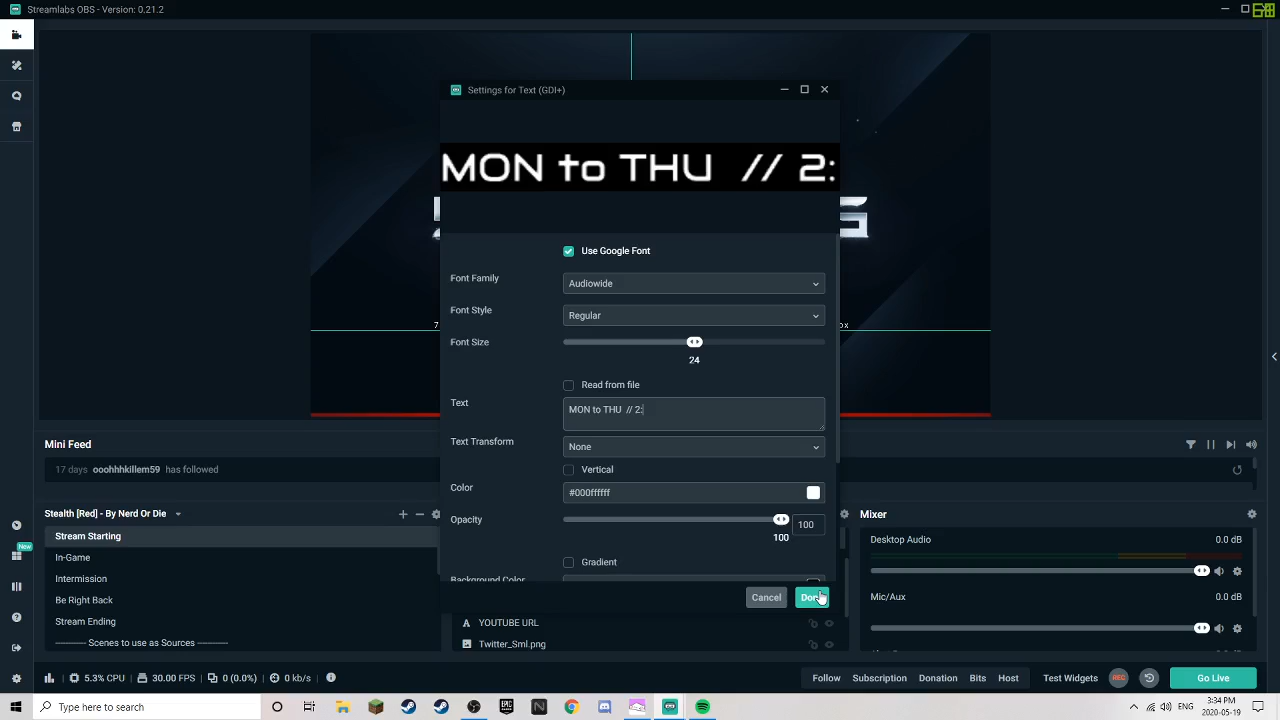 Streamlabs OBS - Version: 0.21.2
Settings for Text (GDI+)
MON to THU // 2:
Use Google Font
Font Family
Audiowide
Font Style
Regular
Font Size
24
Read from file
Text
MON to THU // 2:
Text Transform
None
Vertical
Color
#000ffffff
Opacity
100
100
Gradient
Background Color
Cancel
Mini Feed
17 days ooohhhkillem59 has followed
Stealth [Red] - By Nerd Or Die
Stream Starting
In-Game
Intermission
Be Right Back
Stream Ending
---------- Scenes to use as Sources ----------
YOUTUBE URL
Twitter_Sml.png
Mixer
Desktop Audio
0.0 dB
Mic/Aux
0.0 dB
New
5.3% CPU
30.00 FPS
0 (0.0%)
0 kb/s
Follow
Subscription
Donation
Bits
Host
Test Widgets
REC
Go Live
Type here to search
3:34 PM
2020-05-19